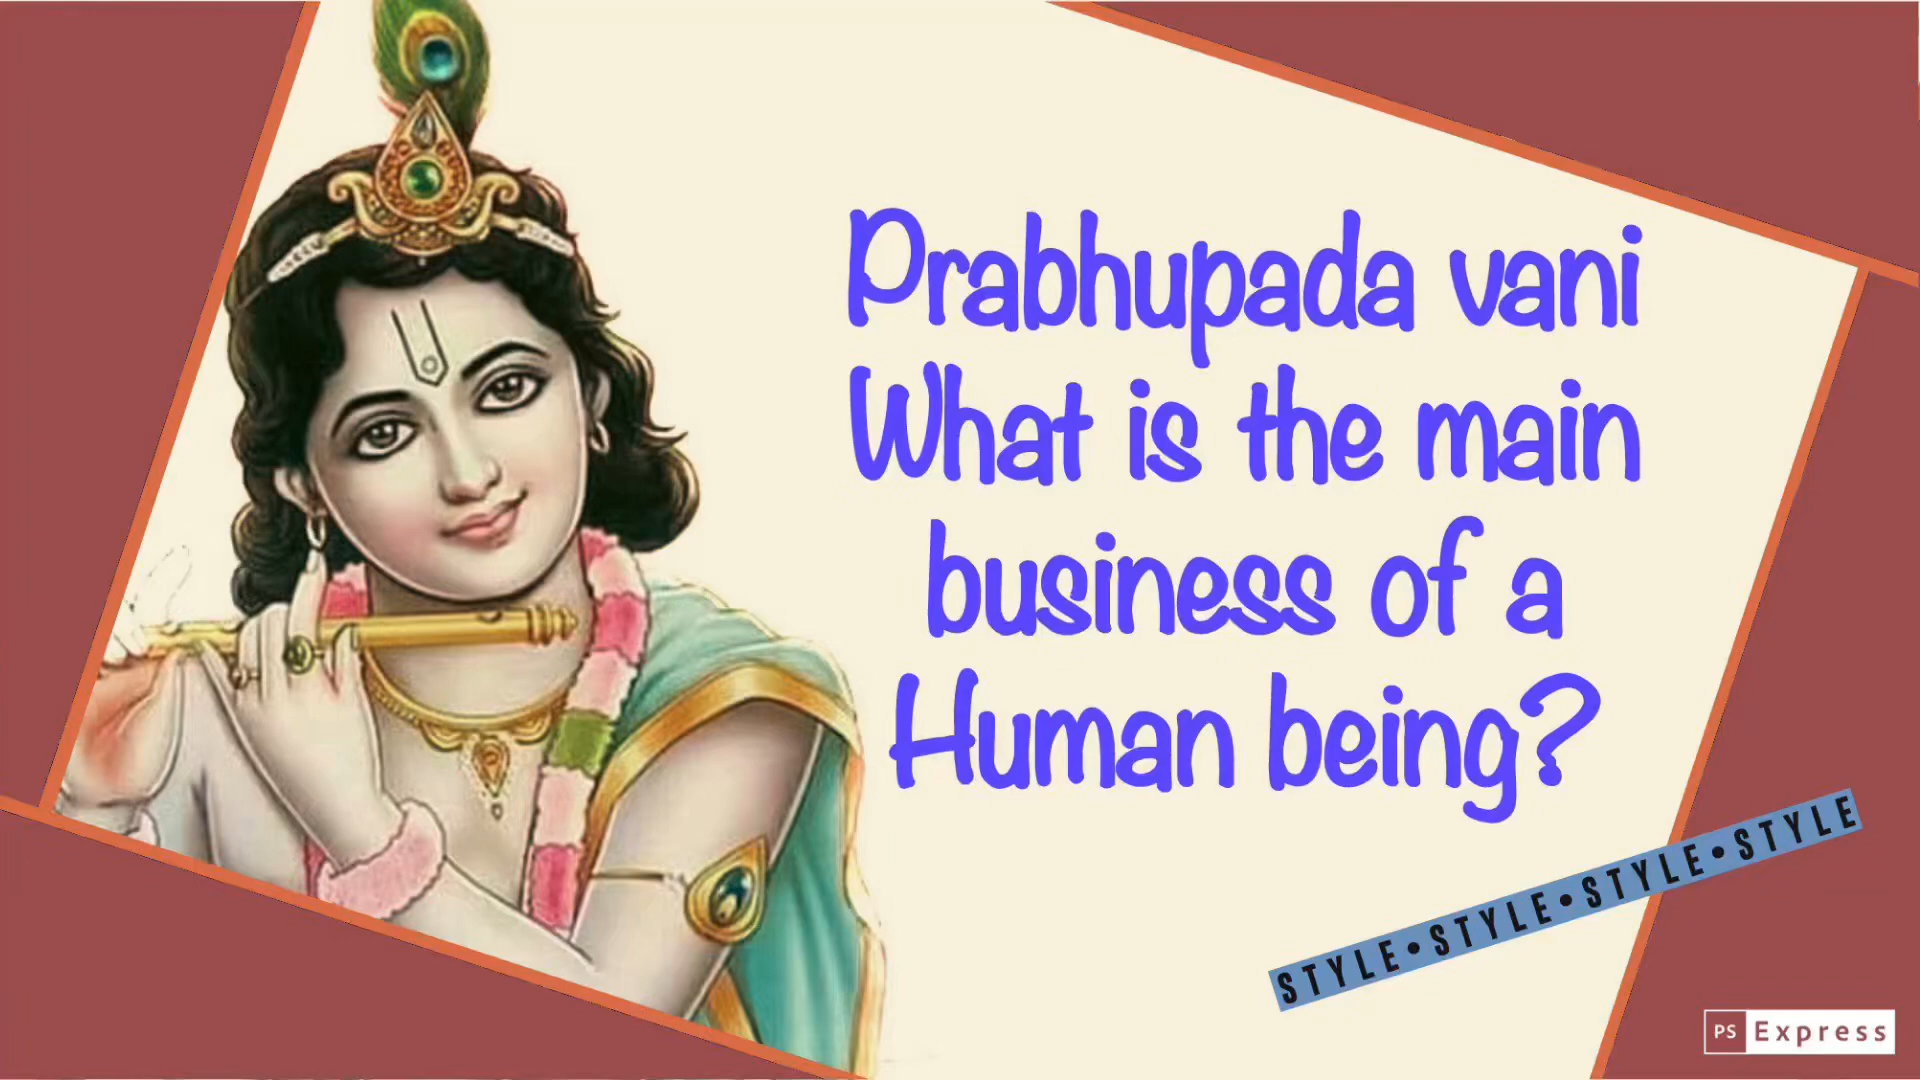 Prabhupada vani
What is the main
business of a
Human being?
STYLE•STYLE•STYLE•STYLE
PS Express